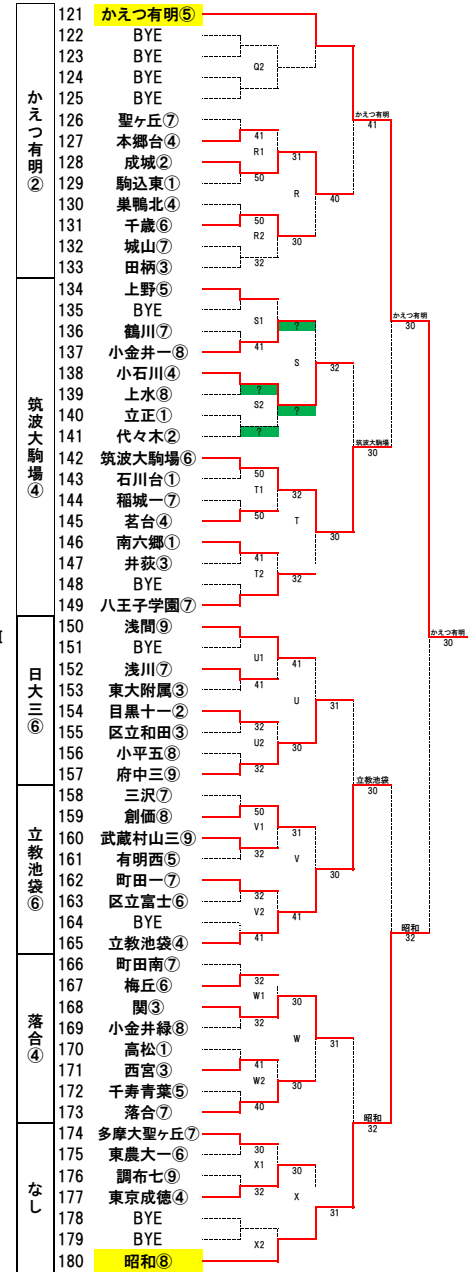 かえつ有明②
筑波大駒場④
日大三⑥
立教池袋⑥
落合④
なし
121 かえつ有明⑤
122 BYE
123 BYE
124 BYE
125 BYE
126 聖ヶ丘⑦
127 本郷台④
128 成城②
129 駒込東①
130 巣鴨北④
131 千歳⑥
132 城山⑦
133 田柄③
134 上野⑤
135 BYE
136 鶴川⑦
137 小金井一⑧
138 小石川④
139 上水⑧
140 立正①
141 代々木②
142 筑波大駒場⑥
143 石川台①
144 稲城一⑦
145 茗台④
146 南六郷①
147 井荻③
148 BYE
149 八王子学園⑦
150 浅間⑨
151 BYE
152 浅川⑦
153 東大附属③
154 目黒十一②
155 区立和田③
156 小平五⑧
157 府中三⑨
158 三沢⑦
159 創価⑧
160 武蔵村山三⑨
161 有明西⑤
162 町田一⑦
163 区立富士⑥
164 BYE
165 立教池袋④
166 町田南⑦
167 梅丘⑥
168 関③
169 小金井緑⑧
170 高松①
171 西宮③
172 千寿青葉⑤
173 落合⑦
174 多摩大聖ヶ丘⑦
175 東農大一⑥
176 調布七⑨
177 東京成徳④
178 BYE
179 BYE
180 昭和⑧
Q2
41
R1
50
50
R2
32
S1
41
?
S2
?
50
T1
50
41
T2
U1
41
32
U2
32
50
V1
32
32
V2
41
32
W1
32
41
W2
40
30
X1
32
X2
31
R
30
?
S
?
32
T
32
41
U
30
31
V
41
30
W
30
30
X
40
32
30
31
30
31
31
かえつ有明
41
筑波大駒場
30
立教池袋
30
昭和
32
かえつ有明
30
昭和
32
かえつ有明
30